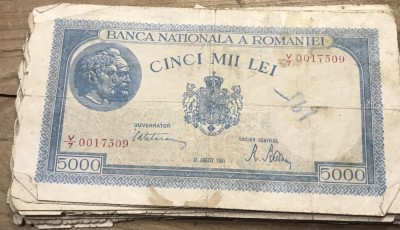 BANCA NATIONALA A ROMANIEI
V/7 0017509
CINCI MII LEI
GUVERNATOR
CASIER CENTRAL
V/7 0017509
5000
5000